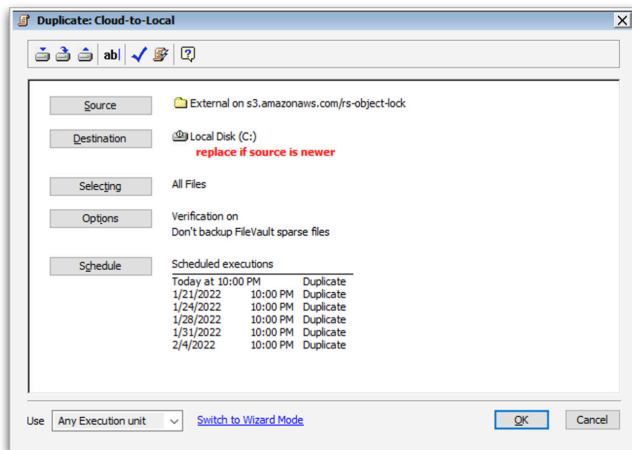 Duplicate: Cloud-to-Local
ab|
Source
External on s3.amazonaws.com/rs-object-lock
Destination
Local Disk (C:)
replace if source is newer
Selecting
All Files
Options
Verification on
Don't backup FileVault sparse files
Schedule
Scheduled executions
Today at 10:00 PM Duplicate
1/21/2022 10:00 PM Duplicate
1/24/2022 10:00 PM Duplicate
1/28/2022 10:00 PM Duplicate
1/31/2022 10:00 PM Duplicate
2/4/2022 10:00 PM Duplicate
Use Any Execution unit Switch to Wizard Mode OK Cancel